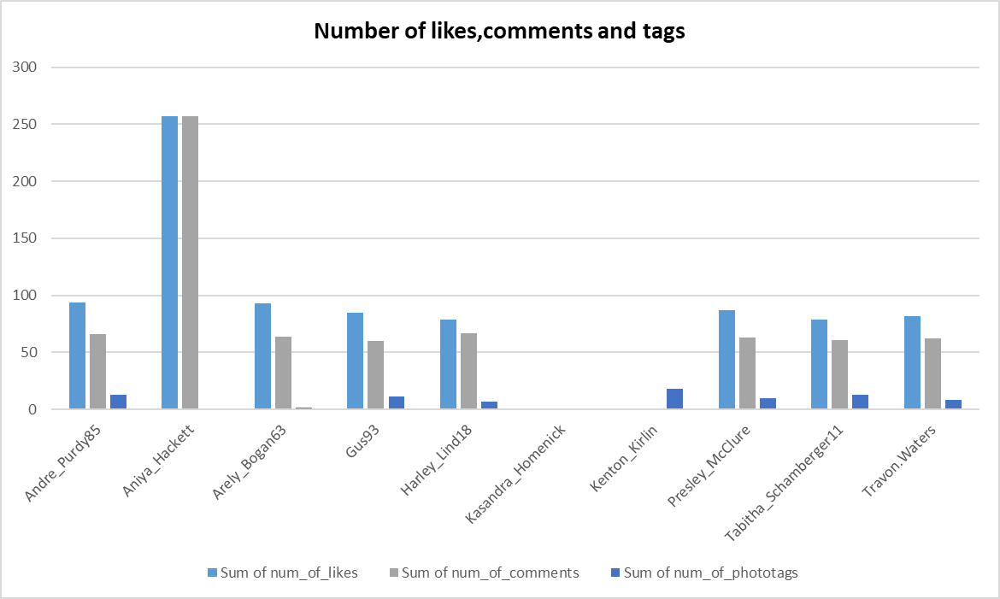 Number of likes,comments and tags
300
250
200
150
100
50
0
Andre_Purdy85
Aniya_Hackett
Arely_Bogan63
Gus93
Harley_Lind18
Kasandra_Homenick
Kenton_Kirlin
Presley_McClure
Tabitha_Schamberger11
Travon.Waters
Sum of num_of_likes Sum of num_of_comments Sum of num_of_phototags